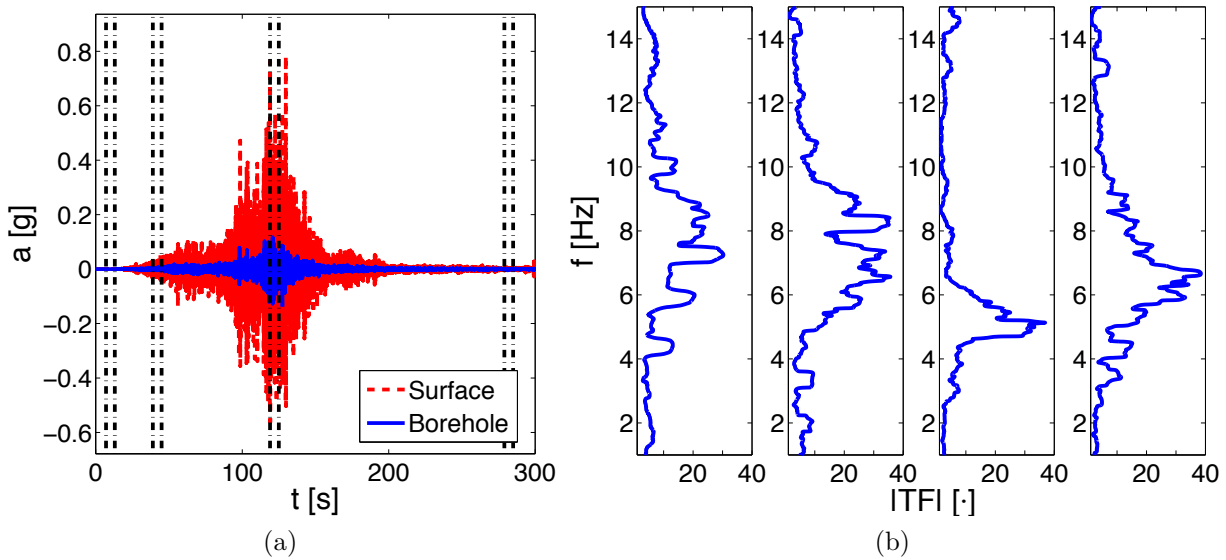 a [g]
0.8
0.6
0.4
0.2
0
−0.2
−0.4
−0.6
0 100 200 300
t [s]
Surface
Borehole
(a)
f [Hz]
14 14 14 14
12 12 12 12
10 10 10 10
8 8 8 8
6 6 6 6
4 4 4 4
2 2 2 2
20 40 20 40 20 40 20 40
|TF| [·]
(b)